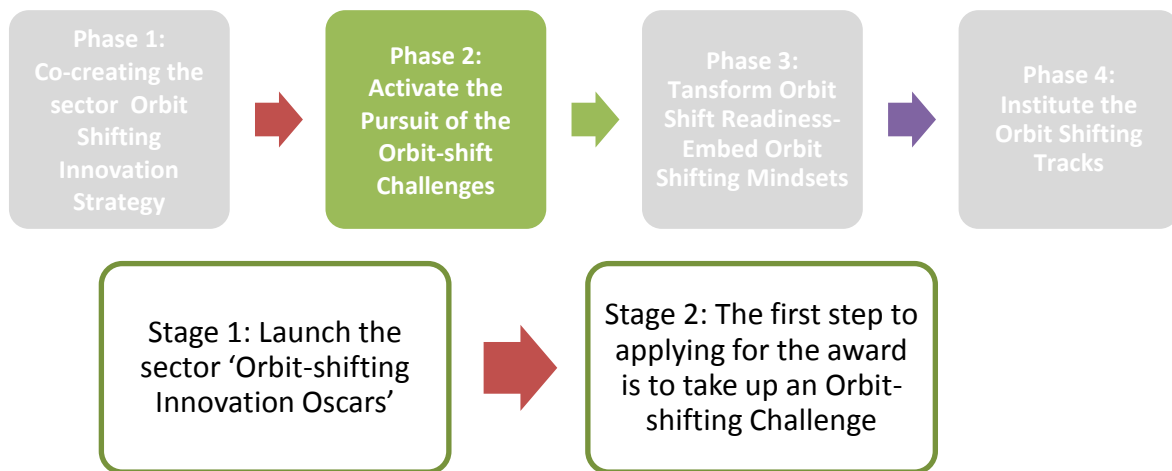 Phase 1:
Co-creating the
sector Orbit
Shifting
Innovation
Strategy
Phase 2:
Activate the
Pursuit of the
Orbit-shift
Challenges
Phase 3:
Tansform Orbit
Shift Readiness-
Embed Orbit
Shifting Mindsets
Phase 4:
Institute the
Orbit Shifting
Tracks
Stage 1: Launch the
sector ‘Orbit-shifting
Innovation Oscars’
Stage 2: The first step to
applying for the award
is to take up an Orbit-
shifting Challenge